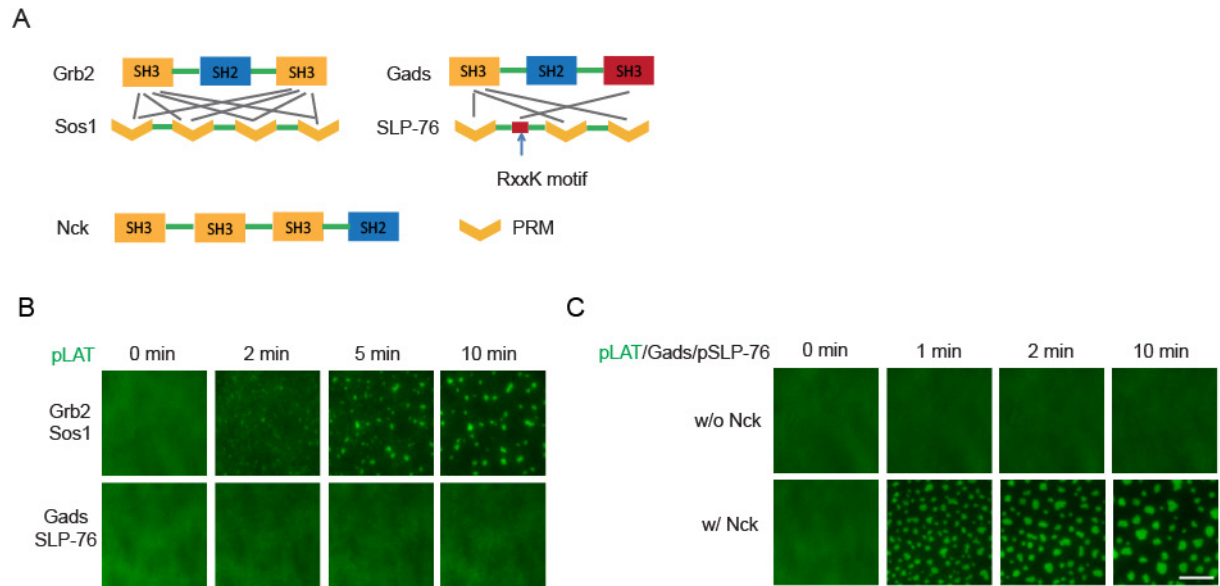 A
Grb2
SH3
SH2
SH3
Gads
SH3
SH2
SH3
Sos1
SLP-76
RxxK motif
Nck
SH3
SH3
SH3
SH2
PRM
B
pLAT
0 min
2 min
5 min
10 min
Grb2
Sos1
Gads
SLP-76
C
pLAT/Gads/pSLP-76
0 min
1 min
2 min
10 min
w/o Nck
w/ Nck